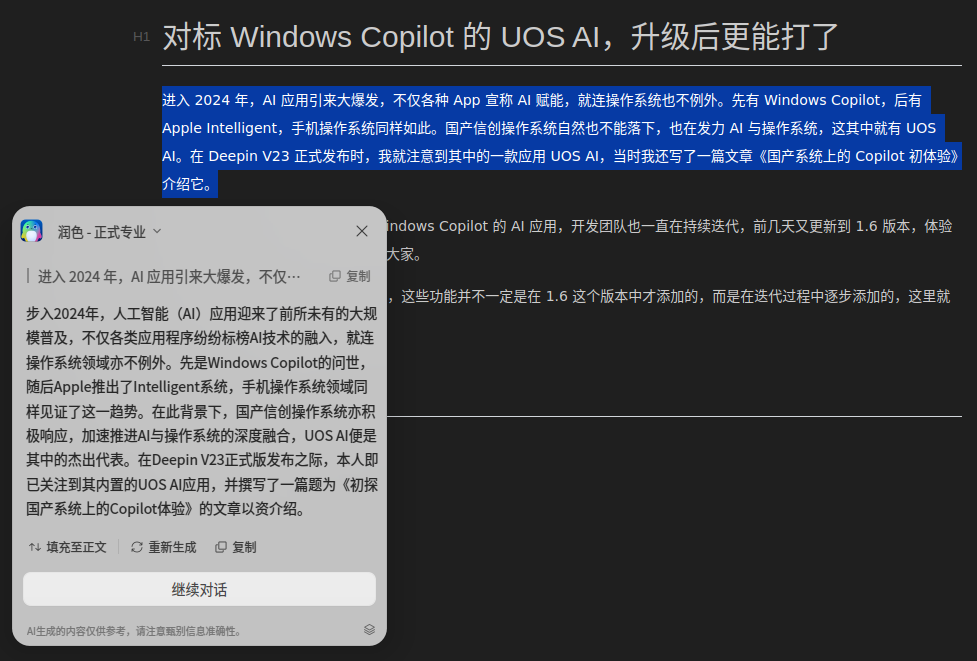 H1 对标 Windows Copilot 的 UOS AI，升级后更能打了
进入 2024 年，AI 应用引来大爆发，不仅各种 App 宣称 AI 赋能，就连操作系统也不例外。先有 Windows Copilot，后有
Apple Intelligent，手机操作系统同样如此。国产信创操作系统自然也不能落下，也在发力 AI 与操作系统，这其中就有 UOS
AI。在 Deepin V23 正式发布时，我就注意到其中的一款应用 UOS AI，当时我还写了一篇文章《国产系统上的 Copilot 初体验》
介绍它。
indows Copilot 的 AI 应用，开发团队也一直在持续迭代，前几天又更新到 1.6 版本，体验
大家。
，这些功能并不一定是在 1.6 这个版本中才添加的，而是在迭代过程中逐步添加的，这里就
润色 - 正式专业
进入 2024 年，AI 应用引来大爆发，不仅… 复制
步入2024年，人工智能（AI）应用迎来了前所未有的大规
模普及，不仅各类应用程序纷纷标榜AI技术的融入，就连
操作系统领域亦不例外。先是Windows Copilot的问世，
随后Apple推出了Intelligent系统，手机操作系统领域同
样见证了这一趋势。在此背景下，国产信创操作系统亦积
极响应，加速推进AI与操作系统的深度融合，UOS AI便是
其中的杰出代表。在Deepin V23正式版发布之际，本人即
已关注到其内置的UOS AI应用，并撰写了一篇题为《初探
国产系统上的Copilot体验》的文章以资介绍。
填充至正文 重新生成 复制
继续对话
AI生成的内容仅供参考，请注意甄别信息准确性。